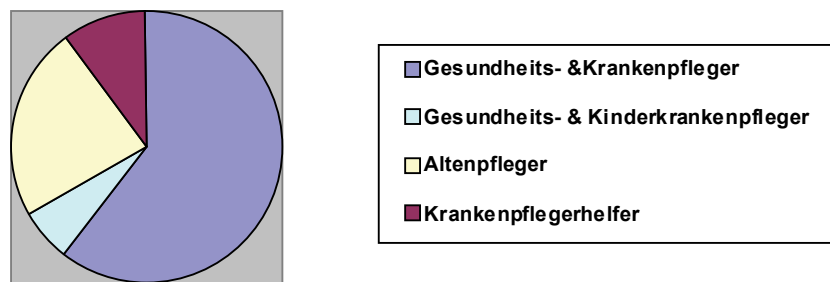 Gesundheits- &Krankenpfleger
Gesundheits- & Kinderkrankenpfleger
Altenpfleger
Krankenpflegerhelfer